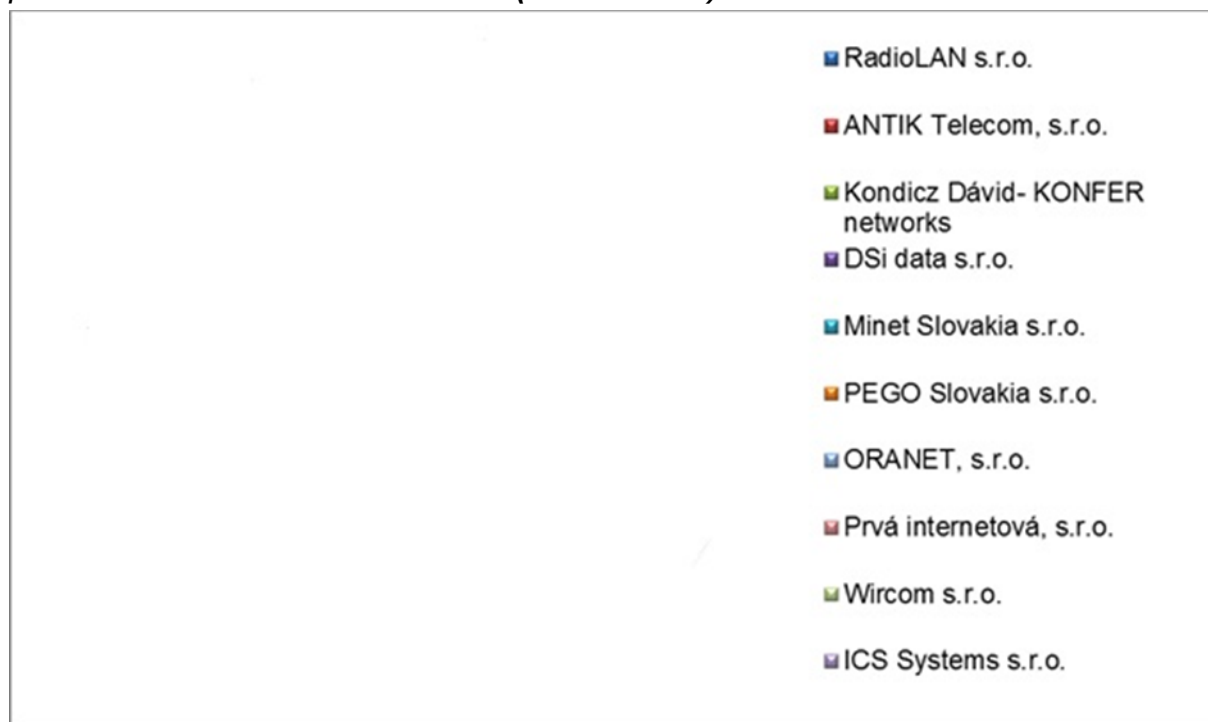 RadioLAN s.r.o.
ANTIK Telecom, s.r.o.
Kondicz Dávid- KONFER
networks
DSi data s.r.o.
Minet Slovakia s.r.o.
PEGO Slovakia s.r.o.
ORANET, s.r.o.
Prvá internetová, s.r.o.
Wircom s.r.o.
ICS Systems s.r.o.